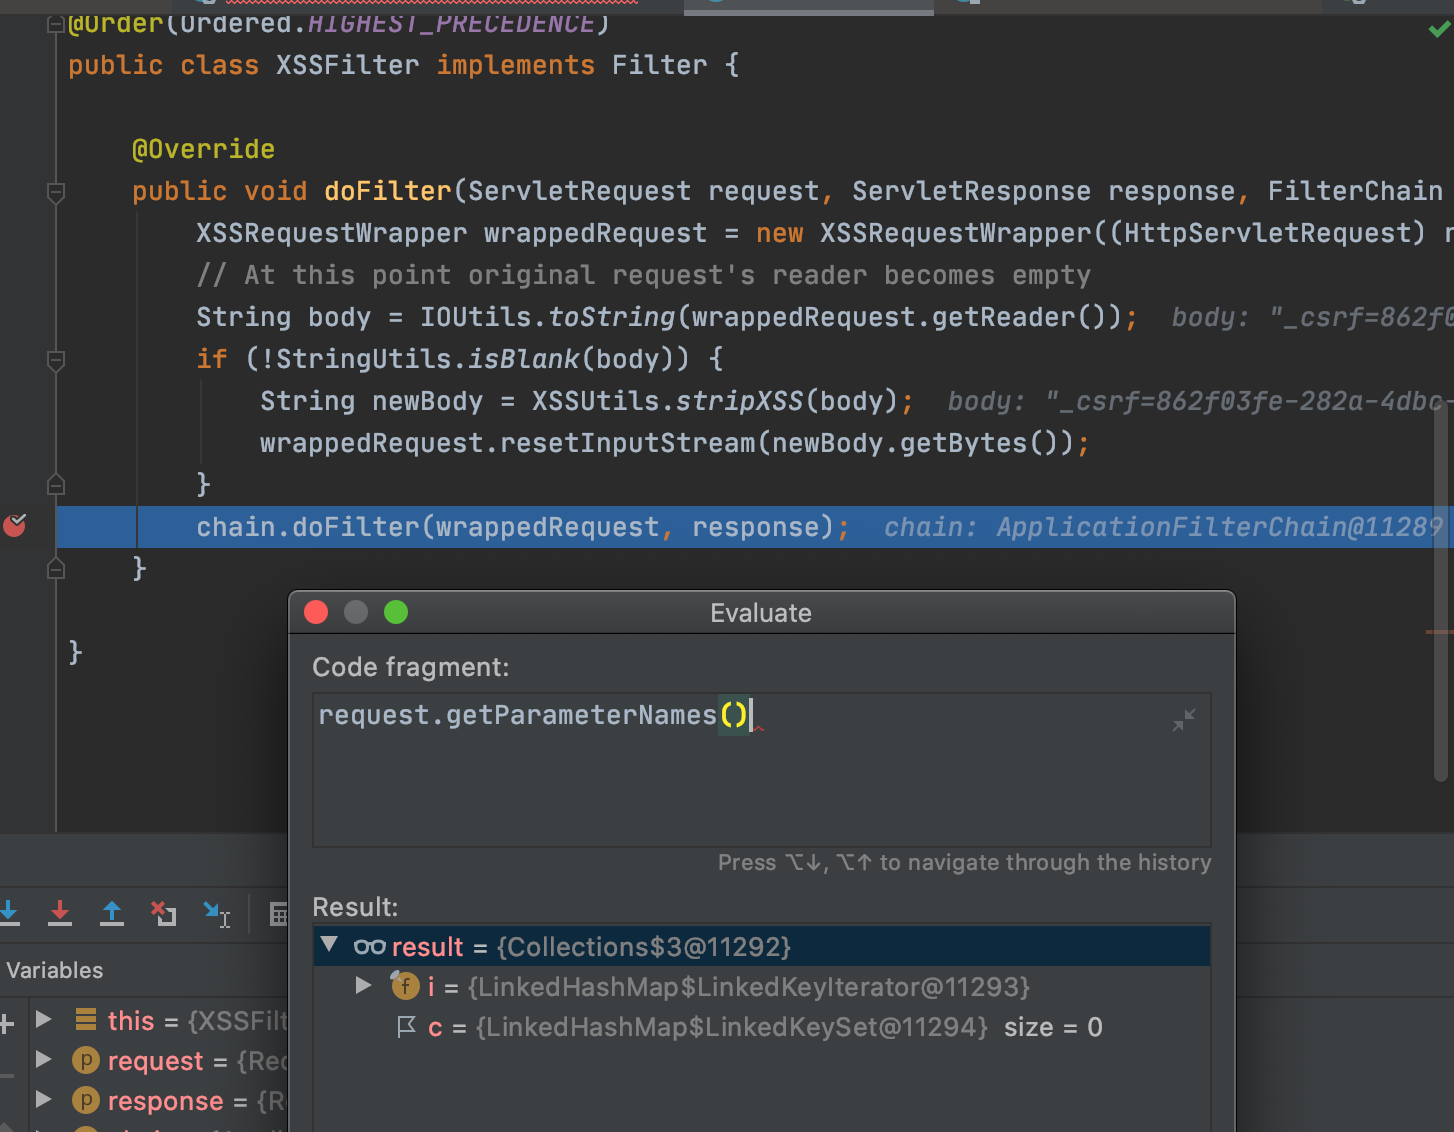 @Order(Ordered.HIGHEST_PRECEDENCE)
public class XSSFilter implements Filter {
@Override
public void doFilter(ServletRequest request, ServletResponse response, FilterChain
XSSRequestWrapper wrappedRequest = new XSSRequestWrapper((HttpServletRequest) r
// At this point original request's reader becomes empty
String body = IOUtils.toString(wrappedRequest.getReader()); body: "_csrf=862f0
if (!StringUtils.isBlank(body)) {
String newBody = XSSUtils.stripXSS(body); body: "_csrf=862f03fe-282a-4dbc-
wrappedRequest.resetInputStream(newBody.getBytes());
}
chain.doFilter(wrappedRequest, response); chain: ApplicationFilterChain@11289
}
}
Evaluate
Code fragment:
request.getParameterNames()
Press ⌥↓, ⌥↑ to navigate through the history
Result:
result = {Collections$3@11292}
f i = {LinkedHashMap$LinkedKeyIterator@11293}
c = {LinkedHashMap$LinkedKeySet@11294} size = 0
Variables
this = {XSSFilt
p request = {Rec
p response = {R